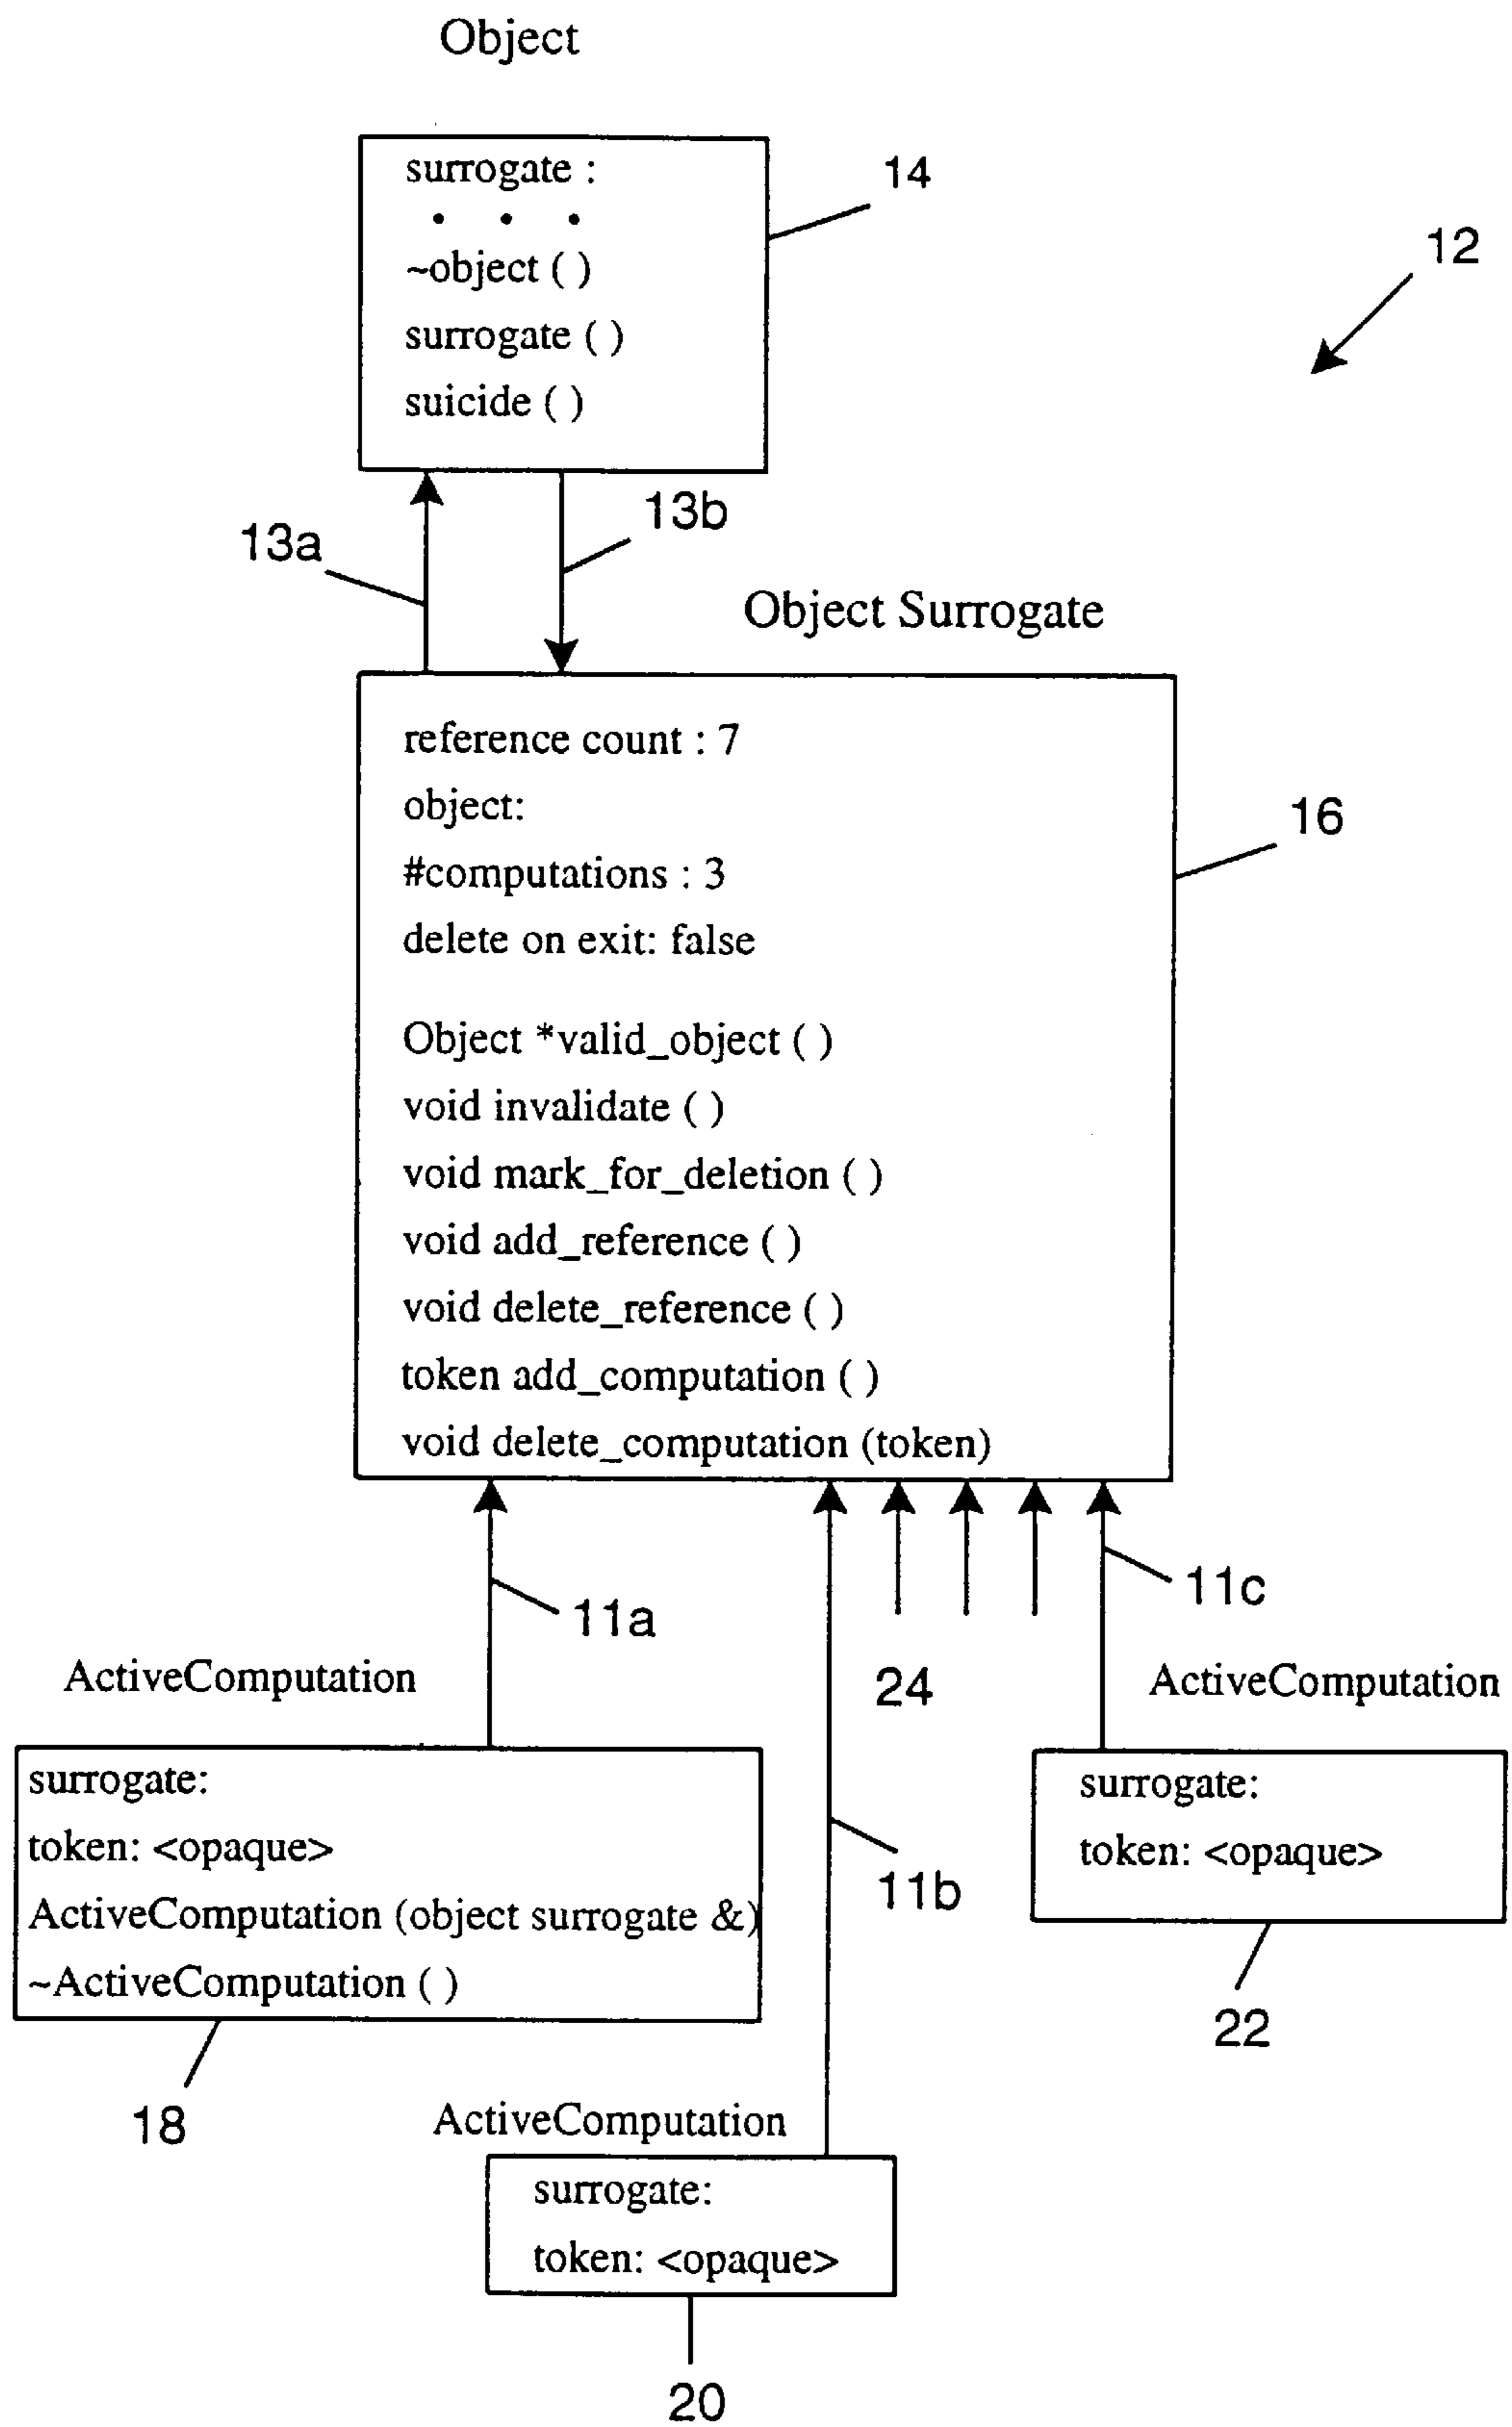 Object
surrogate :
• • •
~object ( )
surrogate ( )
suicide ( )
14
12
13a
13b
Object Surrogate
reference count : 7
object:
#computations : 3
delete on exit: false
Object *valid_object ( )
void invalidate ( )
void mark_for_deletion ( )
void add_reference ( )
void delete_reference ( )
token add_computation ( )
void delete_computation (token)
16
11a
11c
24
11b
ActiveComputation
surrogate:
token: <opaque>
ActiveComputation (object surrogate &)
~ActiveComputation ( )
18
ActiveComputation
surrogate:
token: <opaque>
22
ActiveComputation
surrogate:
token: <opaque>
20